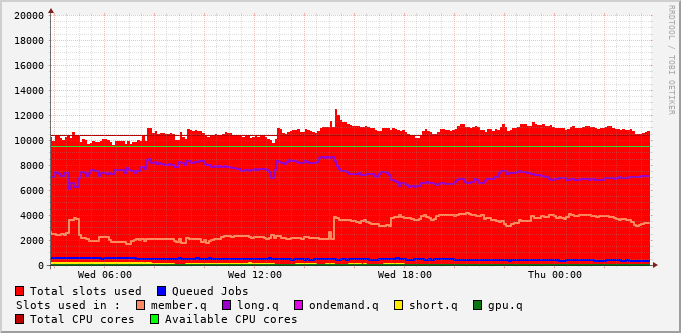 20000
18000
16000
14000
12000
10000
8000
6000
4000
2000
0
Wed 06:00 Wed 12:00 Wed 18:00 Thu 00:00
Total slots used Queued Jobs
Slots used in : member.q long.q ondemand.q short.q gpu.q
Total CPU cores Available CPU cores
RRDTOOL / TOBI OETIKER